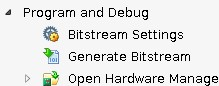 Program and Debug
Bitstream Settings
Generate Bitstream
Open Hardware Manage